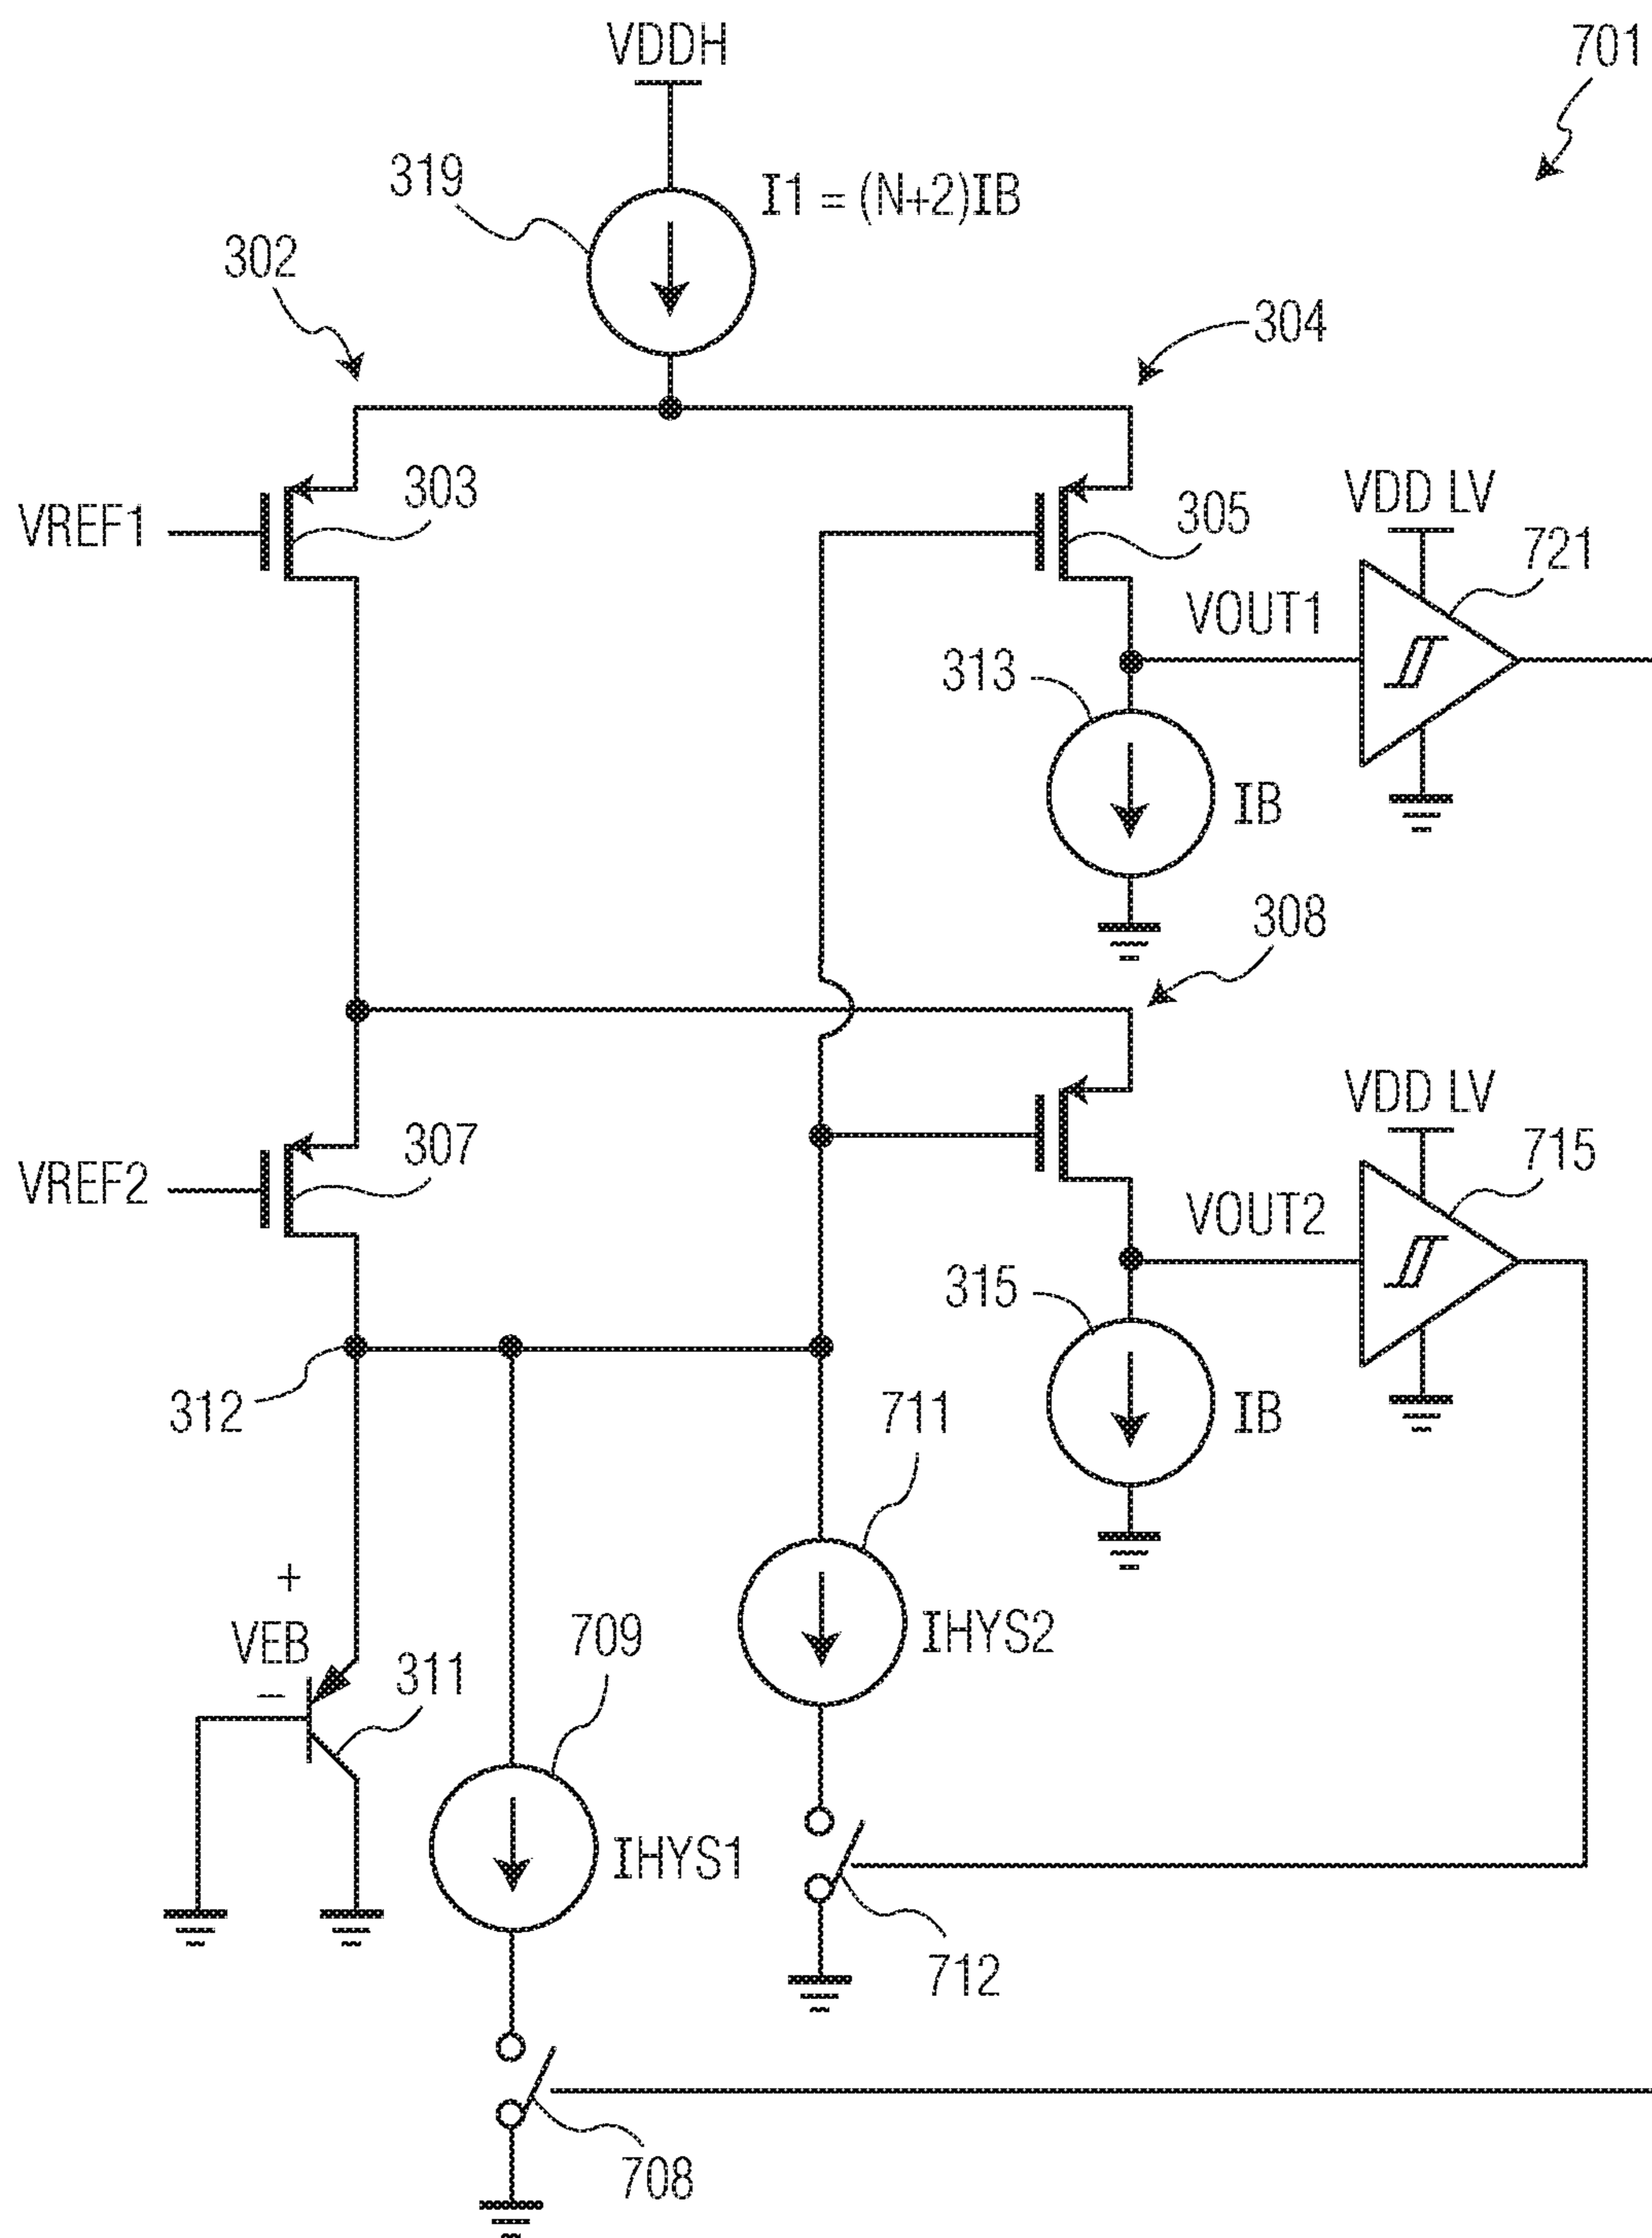 VDDH
701
319
I1 = (N+2)IB
302
304
303
VREF1
305
VDD LV
721
VOUT1
313
IB
308
VREF2
307
VDD LV
715
VOUT2
315
IB
312
711
+
VEB
−
311
709
IHYS2
IHYS1
712
708